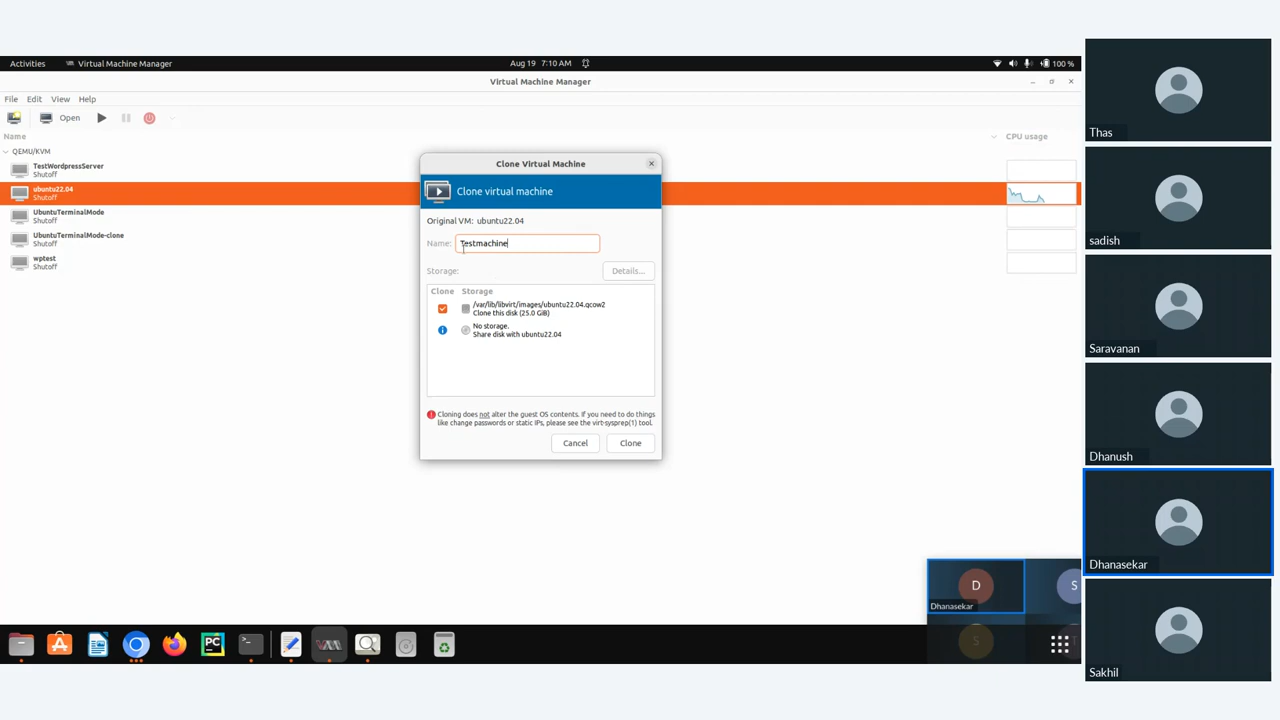 Activities
Virtual Machine Manager
Aug 19 7:10 AM
100 %
Virtual Machine Manager
File Edit View Help
Open
Name
CPU usage
QEMU/KVM
TestWordpressServer
Shutoff
ubuntu22.04
Shutoff
UbuntuTerminalMode
Shutoff
UbuntuTerminalMode-clone
Shutoff
wptest
Shutoff
Clone Virtual Machine
Clone virtual machine
Original VM: ubuntu22.04
Name: Testmachine
Storage:
Details...
Clone Storage
/var/lib/libvirt/images/ubuntu22.04.qcow2
Clone this disk (25.0 GiB)
No storage.
Share disk with ubuntu22.04
Cloning does not alter the guest OS contents. If you need to do things
like change passwords or static IPs, please see the virt-sysprep(1) tool.
Cancel Clone
D
S
Dhanasekar
S
PC
Thas
sadish
Saravanan
Dhanush
Dhanasekar
Sakhil